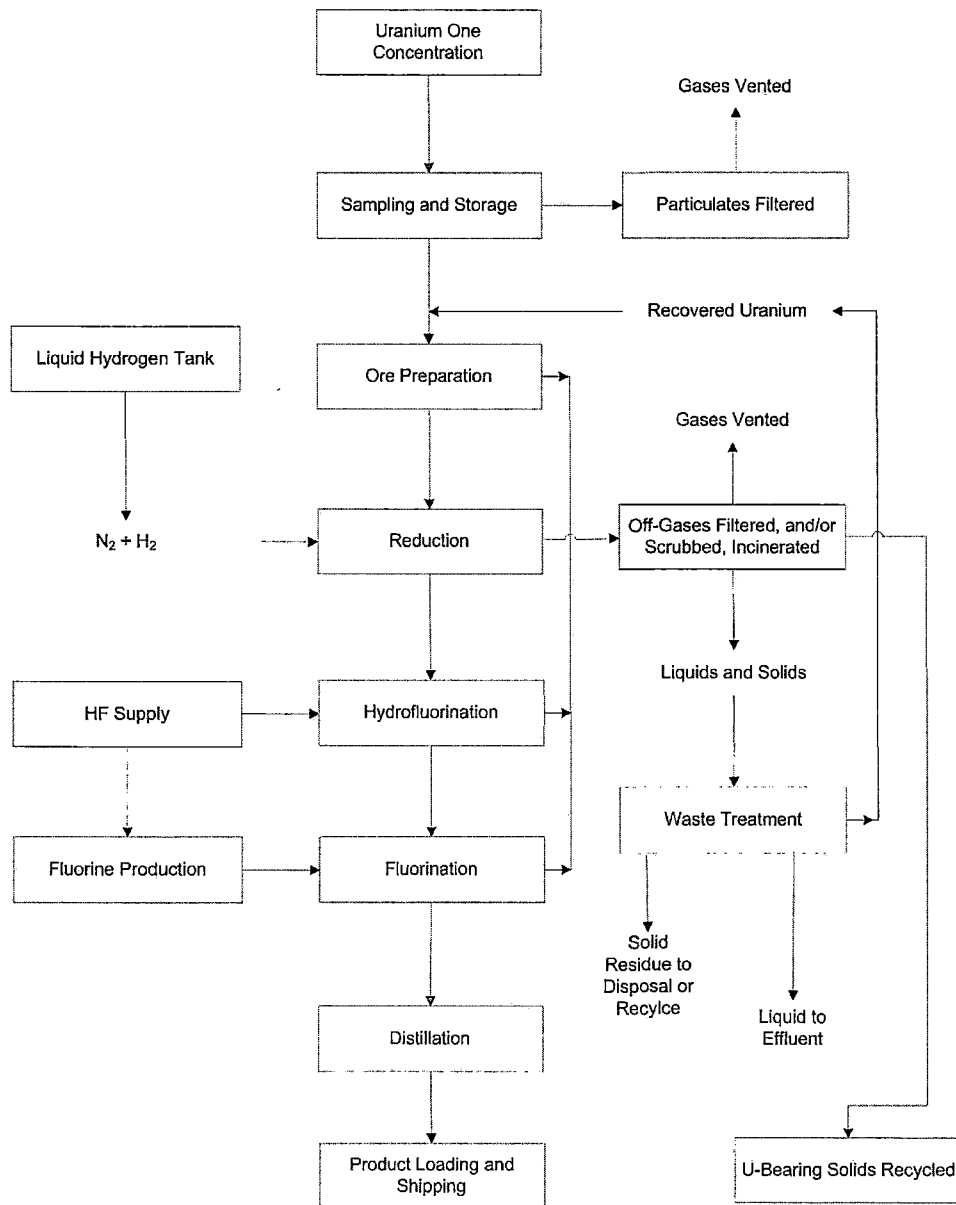 Uranium One
Concentration
Gases Vented
Sampling and Storage
Particulates Filtered
Recovered Uranium
Liquid Hydrogen Tank
Ore Preparation
Gases Vented
N₂ + H₂
Reduction
Off-Gases Filtered, and/or
Scrubbed, Incinerated
Liquids and Solids
HF Supply
Hydrofluorination
Waste Treatment
Fluorine Production
Fluorination
Solid
Residue to
Disposal or
Recylce
Liquid to
Effluent
Distillation
Product Loading and
Shipping
U-Bearing Solids Recycled